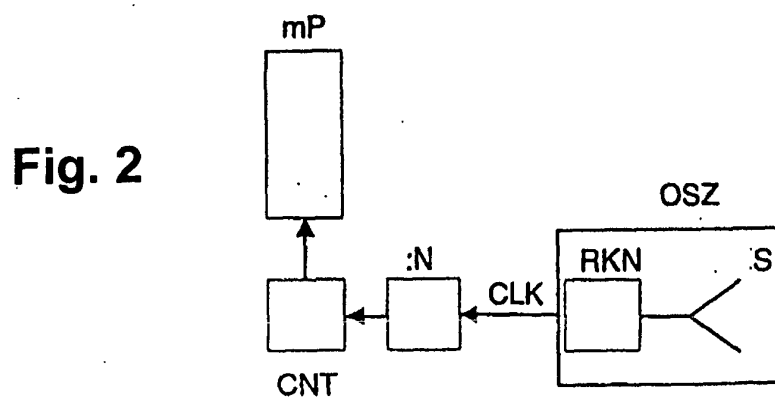 mP
Fig. 2
OSZ
:N
RKN
:S
CLK
CNT